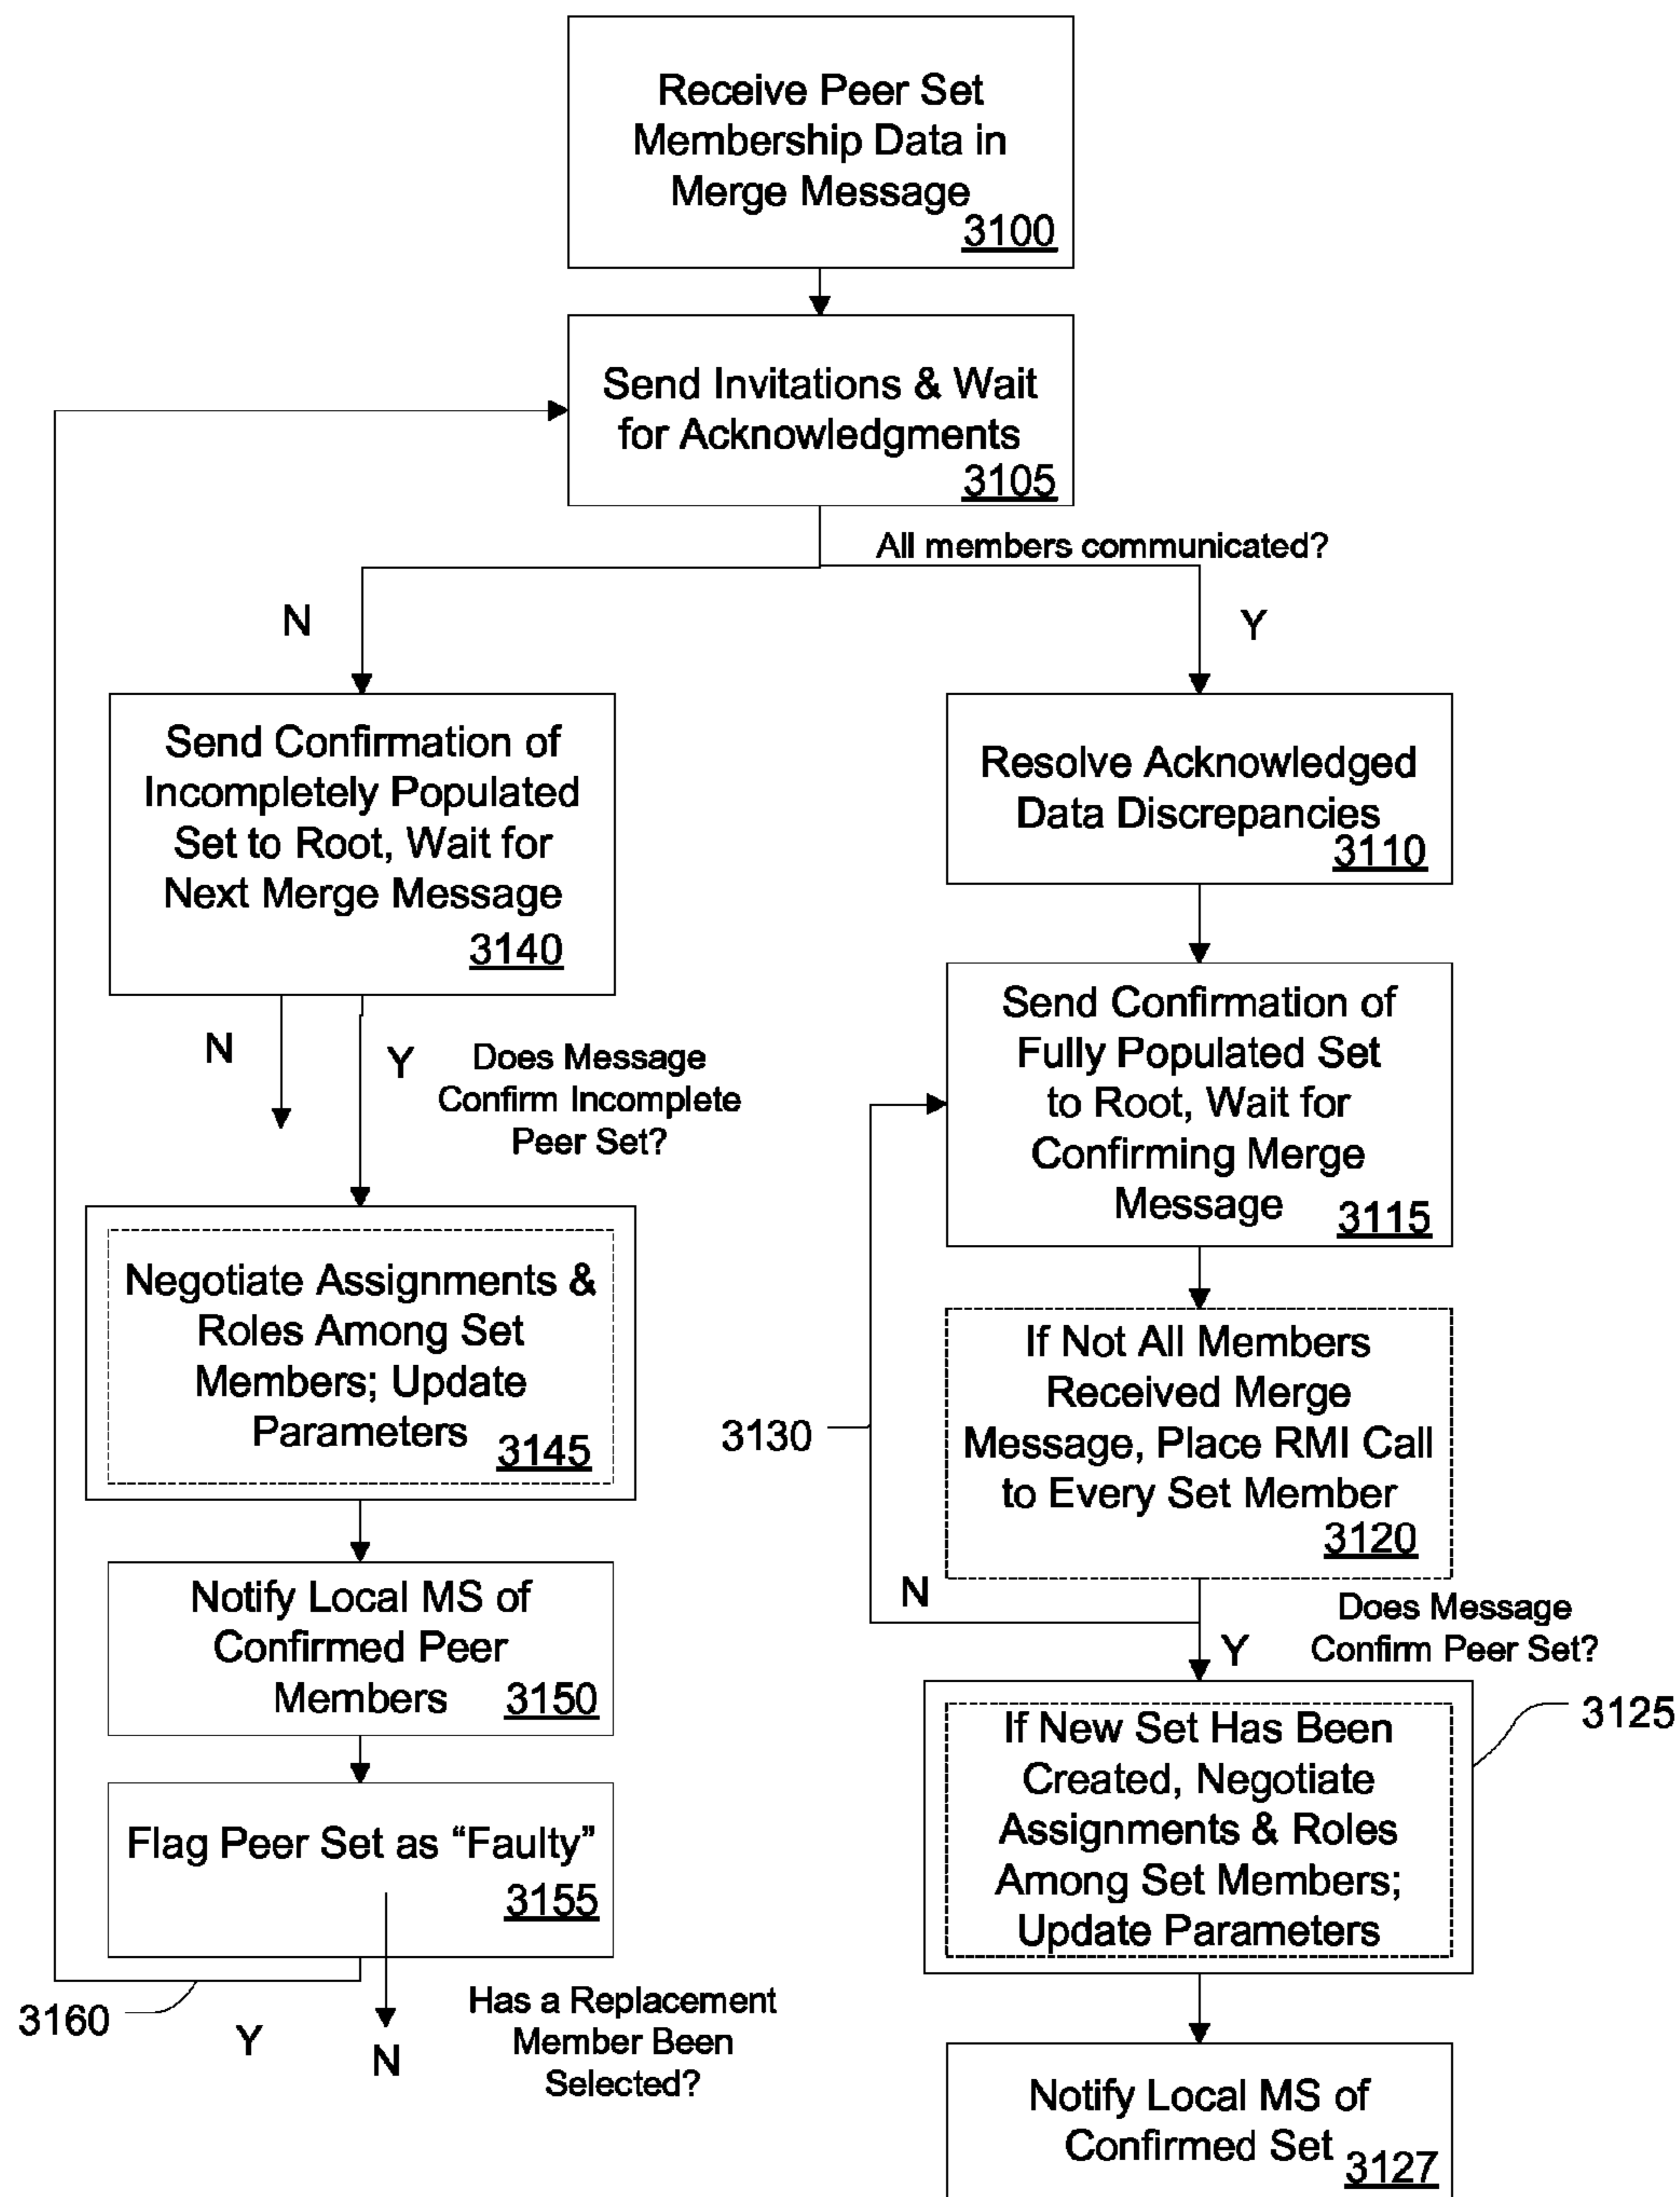 Receive Peer Set
Membership Data in
Merge Message
3100
Send Invitations & Wait
for Acknowledgments
3105
All members communicated?
N
Y
Send Confirmation of
Incompletely Populated
Set to Root, Wait for
Next Merge Message
3140
N
Y
Does Message
Confirm Incomplete
Peer Set?
Negotiate Assignments &
Roles Among Set
Members; Update
Parameters
3145
Notify Local MS of
Confirmed Peer
Members
3150
Flag Peer Set as “Faulty”
3155
3160
Y
N
Has a Replacement
Member Been
Selected?
Resolve Acknowledged
Data Discrepancies
3110
Send Confirmation of
Fully Populated Set
to Root, Wait for
Confirming Merge
Message
3115
3130
If Not All Members
Received Merge
Message, Place RMI Call
to Every Set Member
3120
N
Y
Does Message
Confirm Peer Set?
If New Set Has Been
Created, Negotiate
Assignments & Roles
Among Set Members;
Update Parameters
3125
Notify Local MS of
Confirmed Set
3127